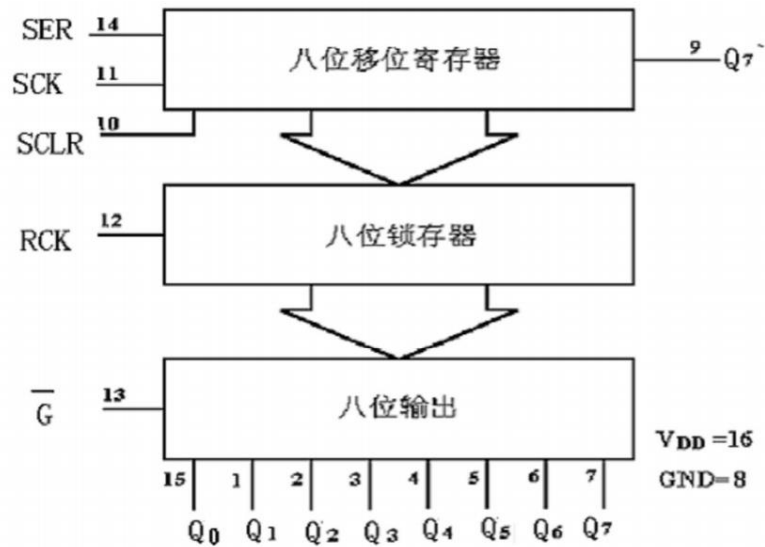 SER 14
八位移位寄存器
9 Q7`
SCK 11
SCLR 10
RCK 12
八位锁存器
G̅ 13
八位输出
VDD =16
GND=8
15 1 2 3 4 5 6 7
Q0 Q1 Q2 Q3 Q4 Q5 Q6 Q7